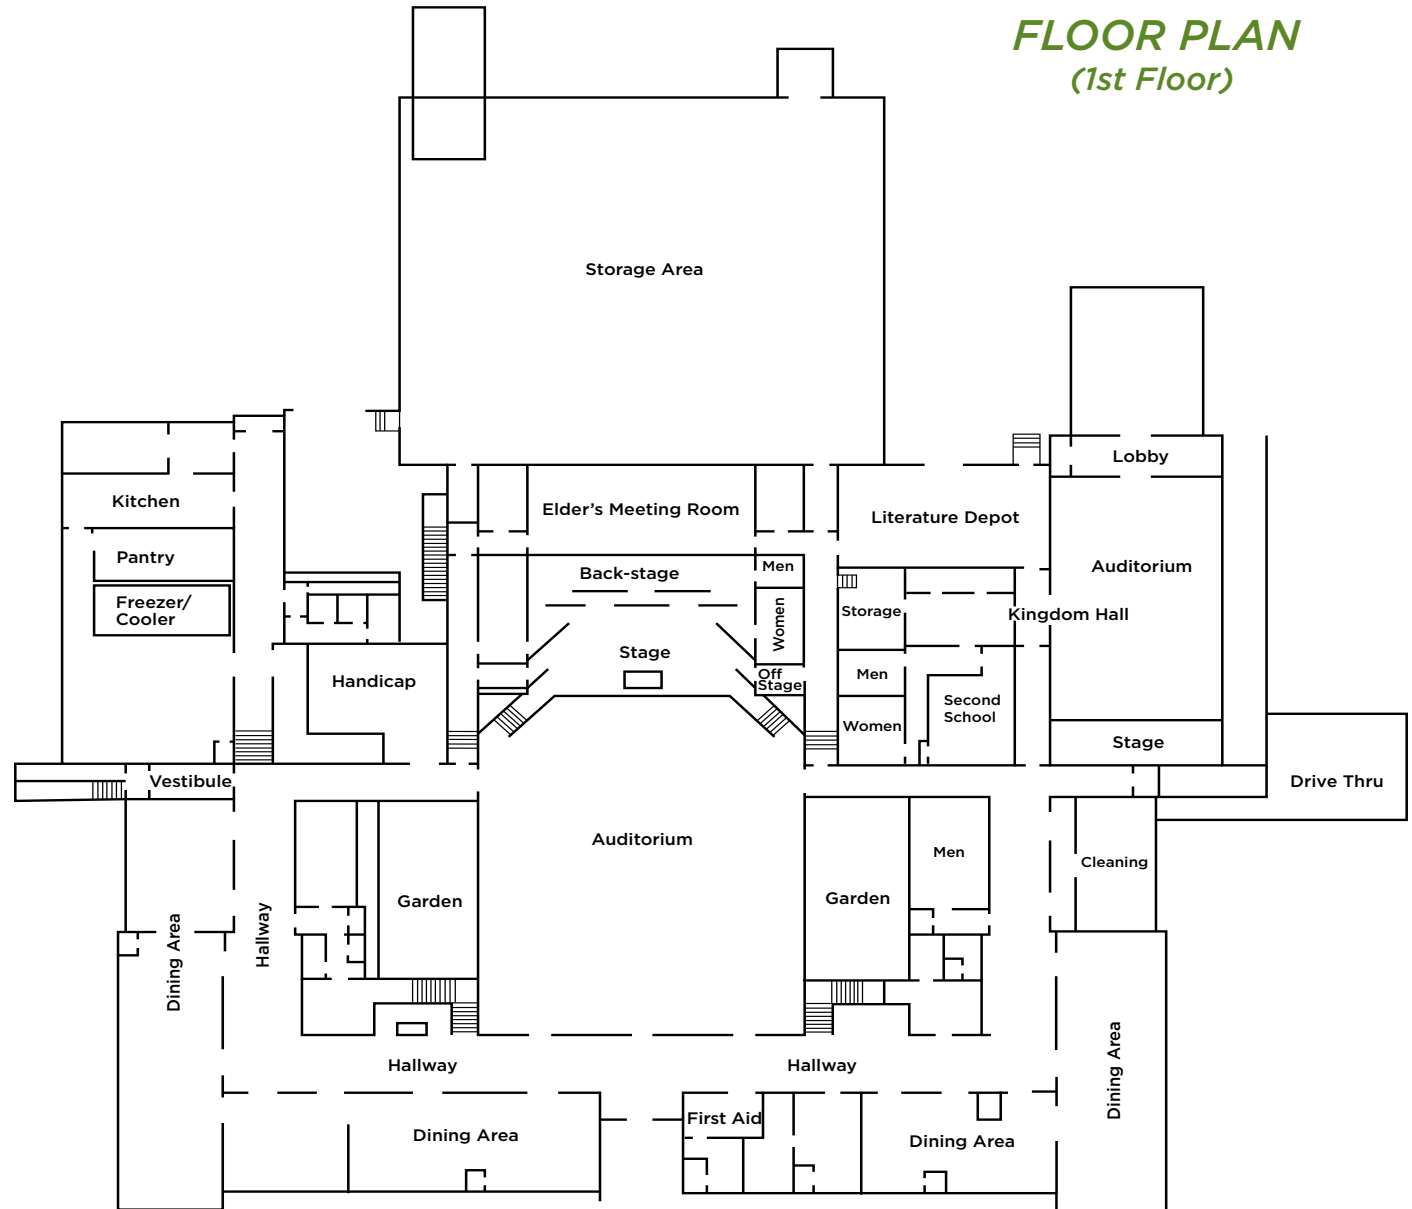 FLOOR PLAN
(1st Floor)
Storage Area
Lobby
Kitchen
Elder’s Meeting Room
Literature Depot
Pantry
Back-stage
Men
Auditorium
Freezer/
Cooler
Women
Storage
Kingdom Hall
Stage
Handicap
Off
Stage
Men
Second
School
Women
Stage
Vestibule
Drive Thru
Auditorium
Men
Cleaning
Garden
Garden
Hallway
Dining Area
Hallway
Hallway
Dining Area
First Aid
Dining Area
Dining Area